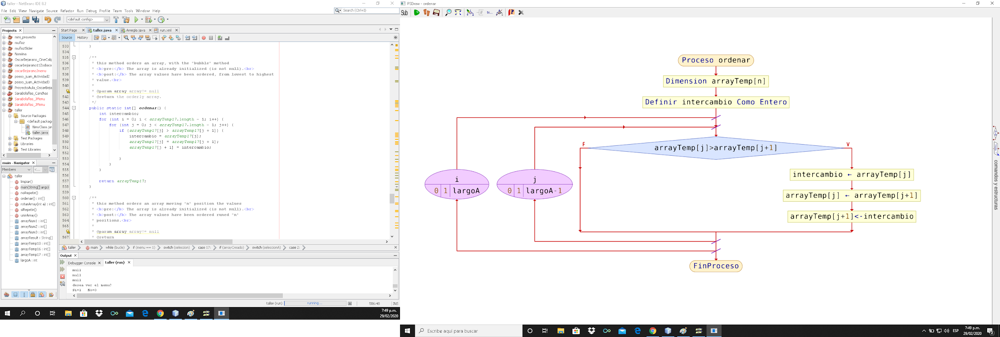 taller - NetBeans IDE 8.2
File Edit View Navigate Source Refactor Run Debug Profile Team Tools Window Help
Search (Ctrl+I)
<default config>
Projects
mini_proyecto
muñoz
muñozSlider
Nomina
OscarBejarano_CineCalip
oscarbejarano11Zodiaco
oscarBejaranoJmenu
posso_juan_Actividad2
posso_juan_Actividad3
ProyectoAula_OscarBeja
SaraBolaños_Canchas
SaraBolaños_JMenu
SaraBolaños_JMenu
taller
Source Packages
<default packag
NewClass.jav
taller.java
Test Packages
Libraries
Test Libraries
main - Navigator
Members
<...
taller
limpiar()
main(String[] args)
noRepetir()
ordenar() : int[]
rotarArray(int a) : int[]
siRepetir()
unirArray()
arrayNum1 : int[]
arrayNum2 : int[]
arrayNum3 : int[]
arrayResult : String[]
arrayTemp10 : int[]
arrayTemp16 : int[]
arrayTemp17 : int[]
largoA : int
Start Page taller.java Arreglo.java run.xml
Source History
533 }
534
535 /**
536 * this method orders an array, with the "bubble" method
537 * <b>pre:</b> The array is already initialized (is not null).<br>
538 * <b>post:</b> The array values have been ordered, from lowest to highest
539 * value.<br>
540 *
* @param array array!= null
542 * @return the orderly array.
543 */
544 public static int[] ordenar() {
545 int intercambio;
546 for (int i = 0; i < arrayTemp17.length - 1; i++) {
547 for (int j = 0; j < arrayTemp17.length - 1; j++) {
548 if (arrayTemp17[j] > arrayTemp17[j + 1]) {
549 intercambio = arrayTemp17[j];
550 arrayTemp17[j] = arrayTemp17[j + 1];
551 arrayTemp17[j + 1] = intercambio;
552
553 }
554 }
555 }
556
557 return arrayTemp17;
558 }
559
560 /**
561 * this method orders an array moving "n" position the values
562 * <b>pre:</b> The array is already initialized (is not null).<br>
563 * <b>post:</b> The array values have been ordered runed "n"
564 * positions.<br>
565 *
* @param array array!= null
567 * @return
taller main while (bucle) if (menu == 1) switch (seleccion) case 17: if (arrayCreado) switch (seleccionA) case 2:
Output
Debugger Console taller (run)
null
null
null
desea ver el menu?
Si=1 No=0
taller (run) running... 506:48 INS
7:49 p.m.
29/02/2020
PSDraw - ordenar
Sub
Proceso ordenar
Dimension arrayTemp[n]
Definir intercambio Como Entero
F
arrayTemp[j]>arrayTemp[j+1]
V
i
0 1 largoA
j
0 1 largoA-1
intercambio ← arrayTemp[j]
arrayTemp[j] ← arrayTemp[j+1]
arrayTemp[j+1]<-intercambio
FinProceso
comandos y estructuras
Escribe aquí para buscar
ESP
7:49 p.m.
29/02/2020
2